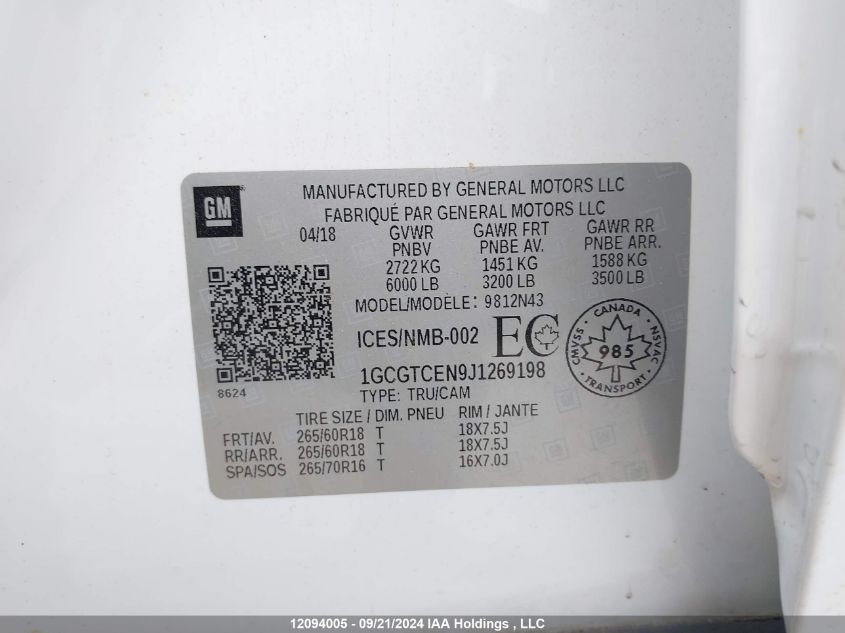 GM
MANUFACTURED BY GENERAL MOTORS LLC
FABRIQUÉ PAR GENERAL MOTORS LLC
04/18 GVWR GAWR FRT GAWR RR
PNBV PNBE AV. PNBE ARR.
2722 KG 1451 KG 1588 KG
6000 LB 3200 LB 3500 LB
MODEL/MODÈLE: 9812N43
ICES/NMB-002 EC
CANADA
CMVSS 985 NSVAC
TRANSPORT
1GCGTCEN9J1269198
8624
TYPE: TRU/CAM
TIRE SIZE / DIM. PNEU RIM / JANTE
FRT/AV. 265/60R18 T 18X7.5J
RR/ARR. 265/60R18 T 18X7.5J
SPA/SOS 265/70R16 T 16X7.0J
12094005 - 09/21/2024 IAA Holdings , LLC